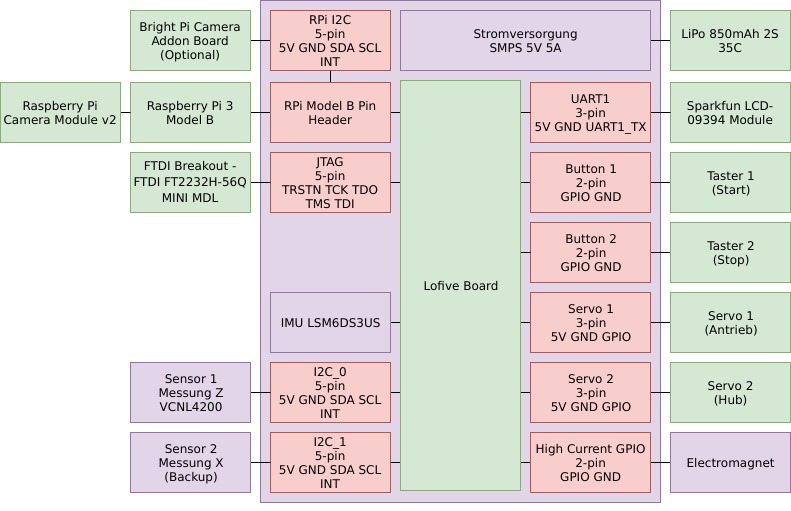 Bright Pi Camera
Addon Board
(Optional)
RPi I2C
5-pin
5V GND SDA SCL
INT
Stromversorgung
SMPS 5V 5A
LiPo 850mAh 2S
35C
Raspberry Pi
Camera Module v2
Raspberry Pi 3
Model B
RPi Model B Pin
Header
UART1
3-pin
5V GND UART1_TX
Sparkfun LCD-
09394 Module
FTDI Breakout -
FTDI FT2232H-56Q
MINI MDL
JTAG
5-pin
TRSTN TCK TDO
TMS TDI
Button 1
2-pin
GPIO GND
Taster 1
(Start)
Button 2
2-pin
GPIO GND
Taster 2
(Stop)
Lofive Board
IMU LSM6DS3US
Servo 1
3-pin
5V GND GPIO
Servo 1
(Antrieb)
Sensor 1
Messung Z
VCNL4200
I2C_0
5-pin
5V GND SDA SCL
INT
Servo 2
3-pin
5V GND GPIO
Servo 2
(Hub)
Sensor 2
Messung X
(Backup)
I2C_1
5-pin
5V GND SDA SCL
INT
High Current GPIO
2-pin
GPIO GND
Electromagnet